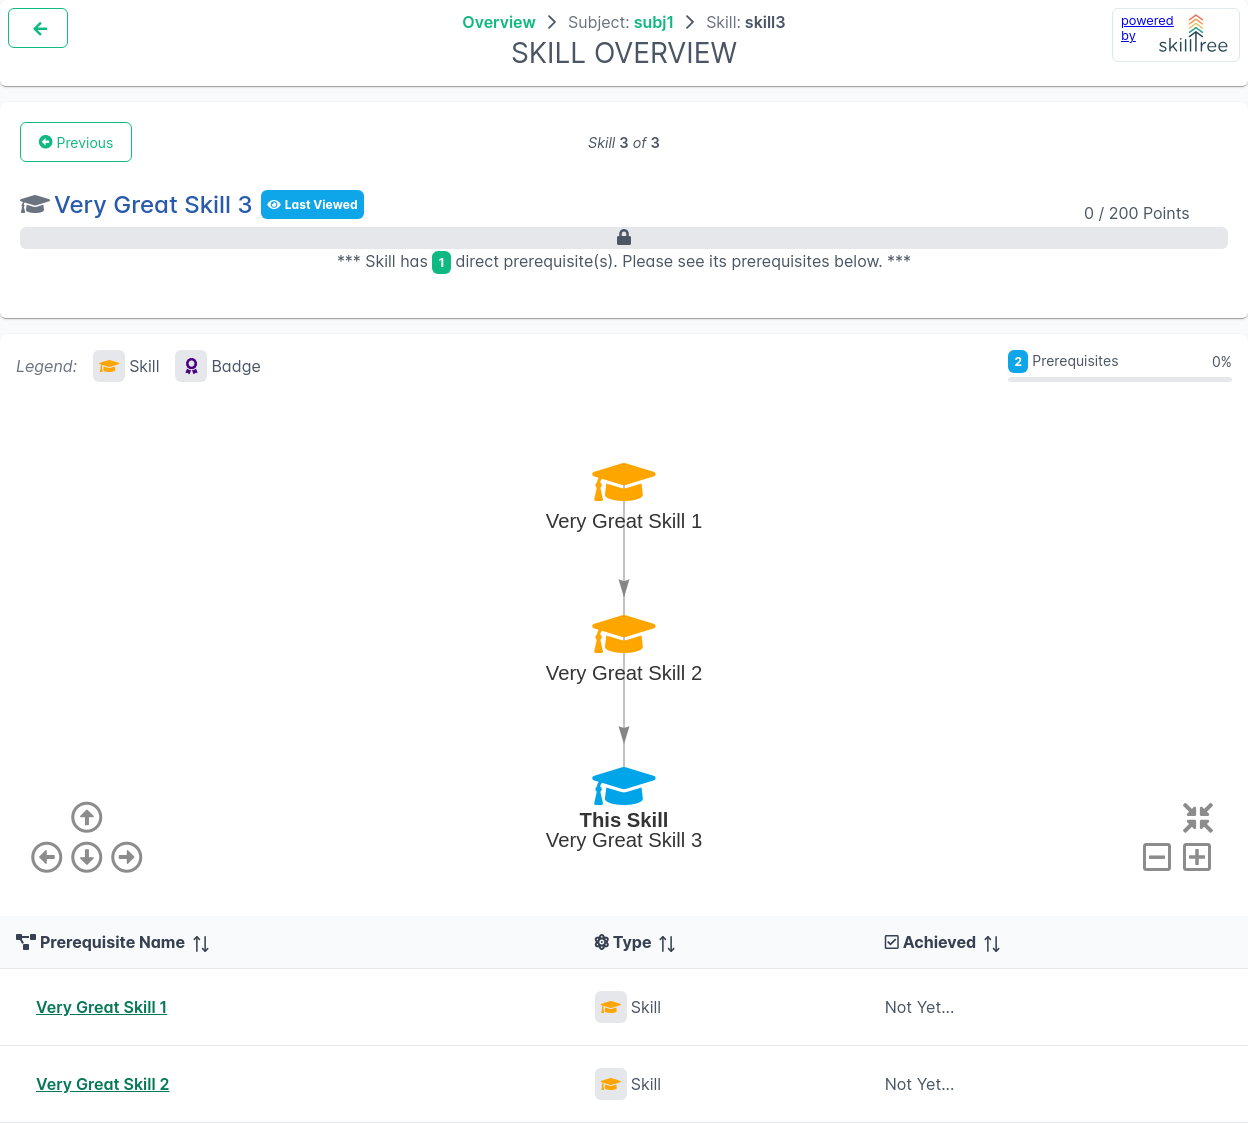 Overview > Subject: subj1 > Skill: skill3
SKILL OVERVIEW
powered
by
skilltree
Previous
Skill 3 of 3
Very Great Skill 3
Last Viewed
0 / 200 Points
*** Skill has 1 direct prerequisite(s). Please see its prerequisites below. ***
Legend:
Skill
Badge
2 Prerequisites
0%
Very Great Skill 1
Very Great Skill 2
This Skill
Very Great Skill 3
Prerequisite Name
Type
Achieved
Very Great Skill 1
Skill
Not Yet...
Very Great Skill 2
Skill
Not Yet...